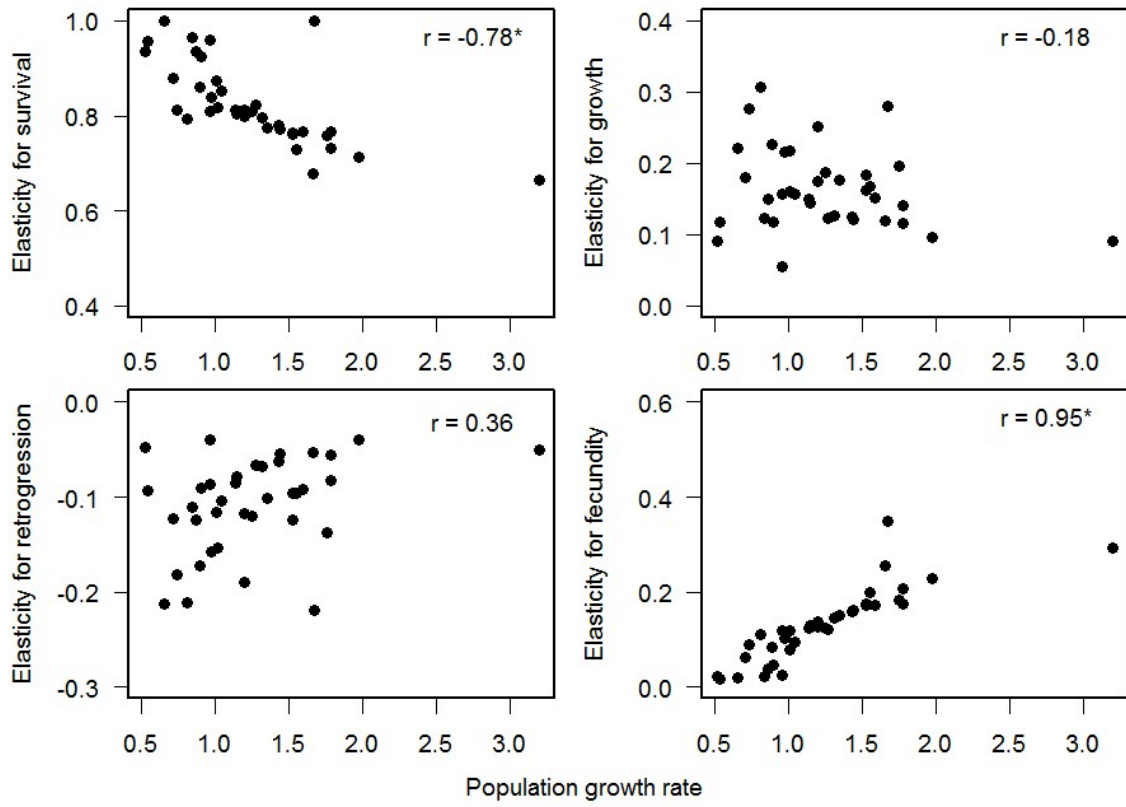 r = -0.78*
Elasticity for survival
1.0
0.8
0.6
0.4
0.5 1.0 1.5 2.0 2.5 3.0
r = -0.18
Elasticity for growth
0.4
0.3
0.2
0.1
0.0
0.5 1.0 1.5 2.0 2.5 3.0
r = 0.36
Elasticity for retrogression
0.0
-0.1
-0.2
-0.3
0.5 1.0 1.5 2.0 2.5 3.0
r = 0.95*
Elasticity for fecundity
0.6
0.4
0.2
0.0
0.5 1.0 1.5 2.0 2.5 3.0
Population growth rate